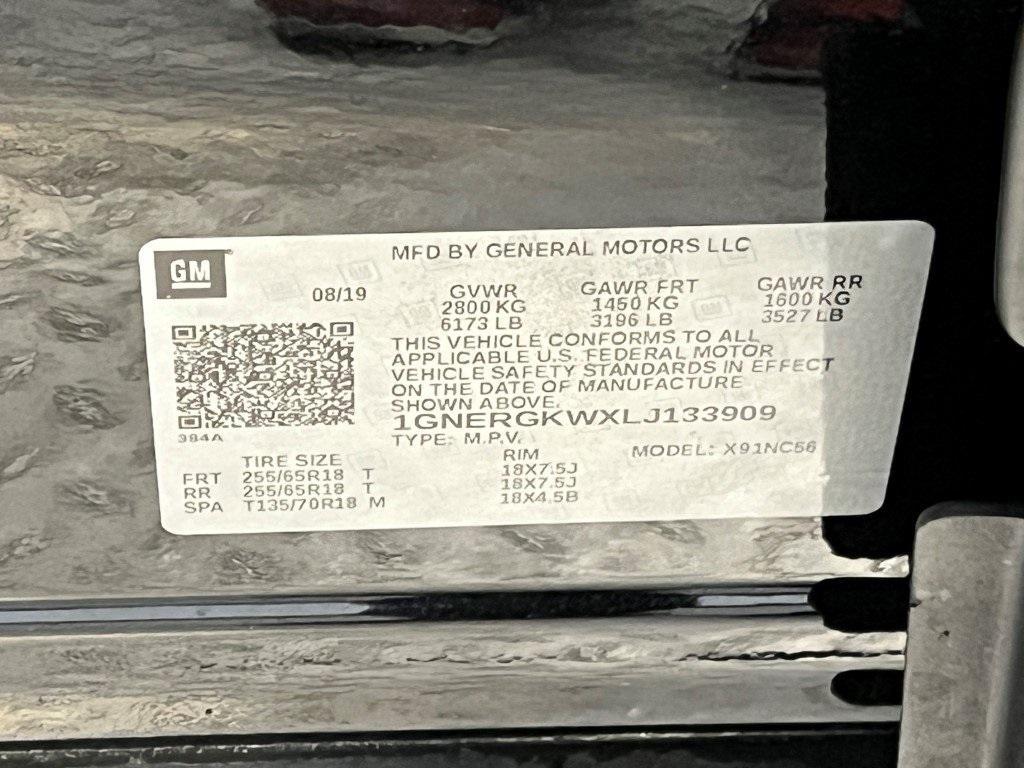 GM
MFD BY GENERAL MOTORS LLC
08/19
GVWR GAWR FRT GAWR RR
2800 KG 1450 KG 1600 KG
6173 LB 3196 LB 3527 LB
THIS VEHICLE CONFORMS TO ALL
APPLICABLE U.S. FEDERAL MOTOR
VEHICLE SAFETY STANDARDS IN EFFECT
ON THE DATE OF MANUFACTURE
SHOWN ABOVE.
1GNERGKWXLJ133909
384A
TYPE: M.P.V. MODEL: X91NC56
TIRE SIZE RIM
FRT 255/65R18 T 18X7.5J
RR 255/65R18 T 18X7.5J
SPA T135/70R18 M 18X4.5B